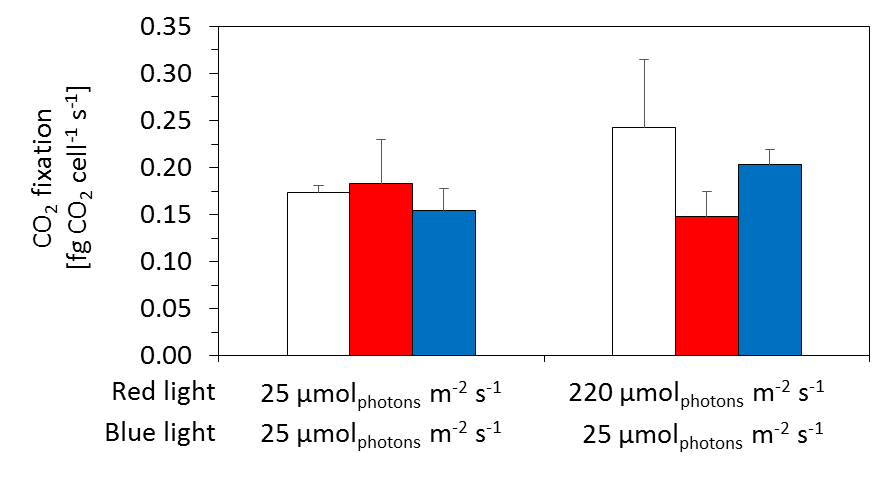 0.35
0.30
0.25
0.20
0.15
0.10
0.05
0.00
CO₂ fixation
[fg CO₂ cell⁻¹ s⁻¹]
Red light 25 µmolphotons m⁻² s⁻¹ 220 µmolphotons m⁻² s⁻¹
Blue light 25 µmolphotons m⁻² s⁻¹ 25 µmolphotons m⁻² s⁻¹